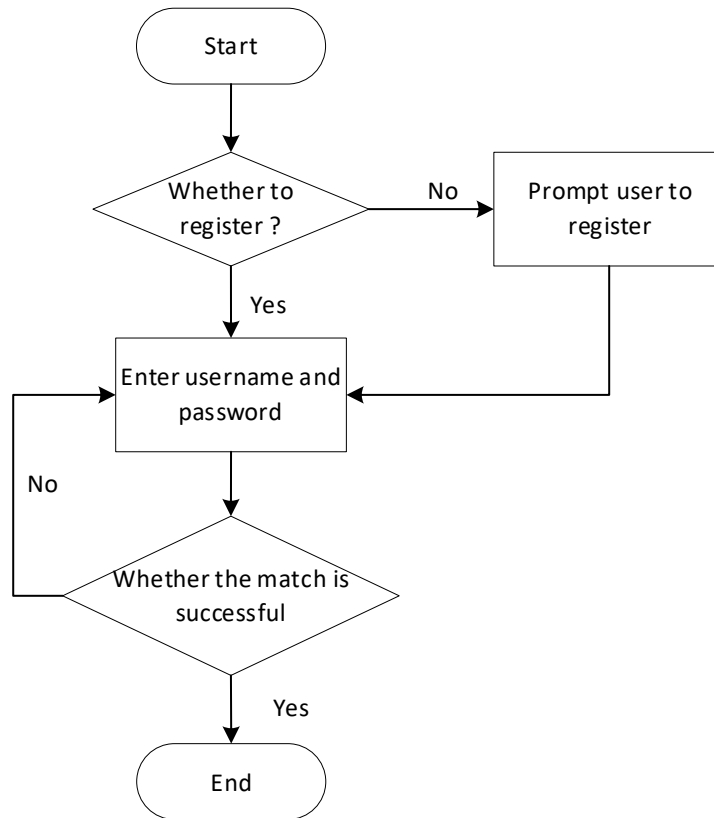 Start
Whether to
register ?
No
Prompt user to
register
Yes
Enter username and
password
No
Whether the match is
successful
Yes
End